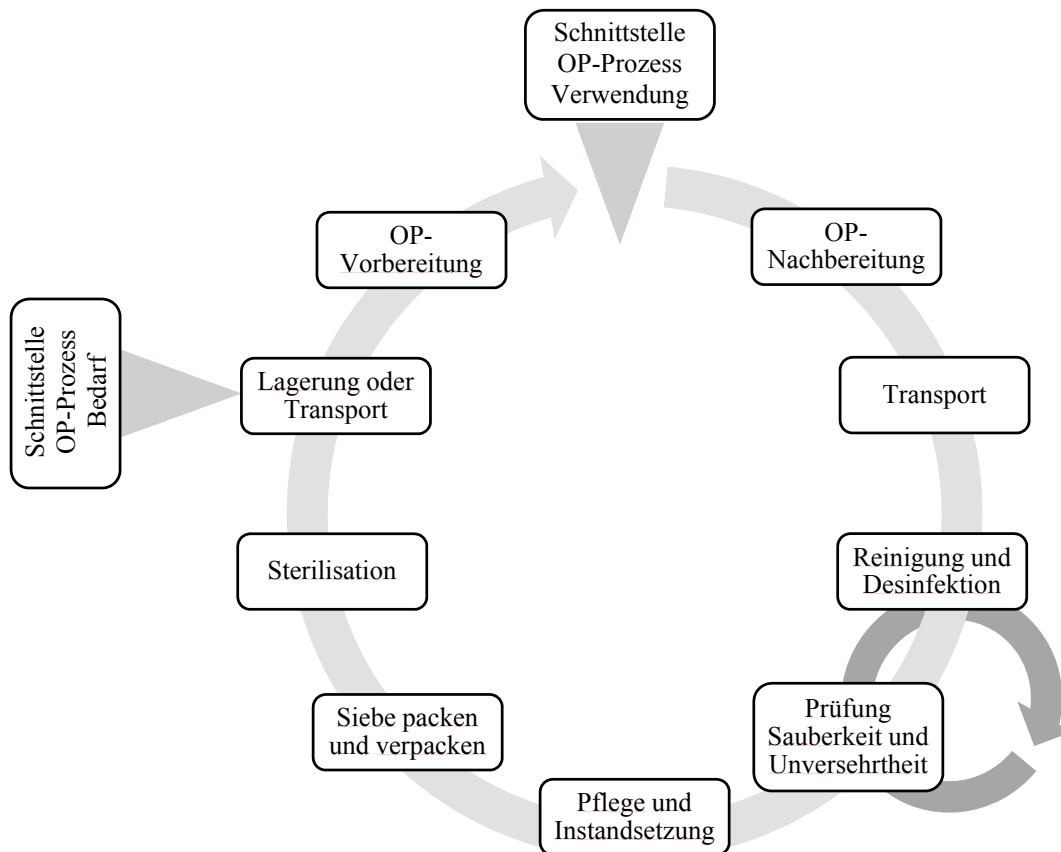 Schnittstelle
OP-Prozess
Verwendung
OP-
Nachbereitung
Transport
Reinigung und
Desinfektion
Prüfung
Sauberkeit und
Unversehrtheit
Pflege und
Instandsetzung
Siebe packen
und verpacken
Sterilisation
Lagerung oder
Transport
Schnittstelle
OP-Prozess
Bedarf
OP-
Vorbereitung